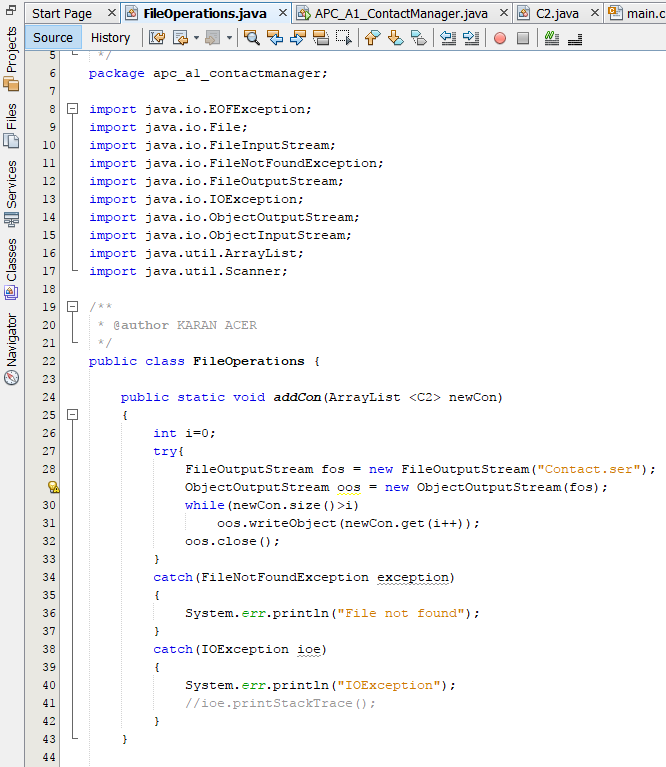 Start Page
FileOperations.java
APC_A1_ContactManager.java
C2.java
main.c
Source
History
Projects
Files
Services
Classes
Navigator
5 */
6 package apc_a1_contactmanager;
7
8 import java.io.EOFException;
9 import java.io.File;
10 import java.io.FileInputStream;
11 import java.io.FileNotFoundException;
12 import java.io.FileOutputStream;
13 import java.io.IOException;
14 import java.io.ObjectOutputStream;
15 import java.io.ObjectInputStream;
16 import java.util.ArrayList;
17 import java.util.Scanner;
18
19 /**
20 * @author KARAN ACER
21 */
22 public class FileOperations {
23
24 public static void addCon(ArrayList <C2> newCon)
25 {
26 int i=0;
27 try{
28 FileOutputStream fos = new FileOutputStream("Contact.ser");
ObjectOutputStream oos = new ObjectOutputStream(fos);
30 while(newCon.size()>i)
31 oos.writeObject(newCon.get(i++));
32 oos.close();
33 }
34 catch(FileNotFoundException exception)
35 {
36 System.err.println("File not found");
37 }
38 catch(IOException ioe)
39 {
40 System.err.println("IOException");
41 //ioe.printStackTrace();
42 }
43 }
44